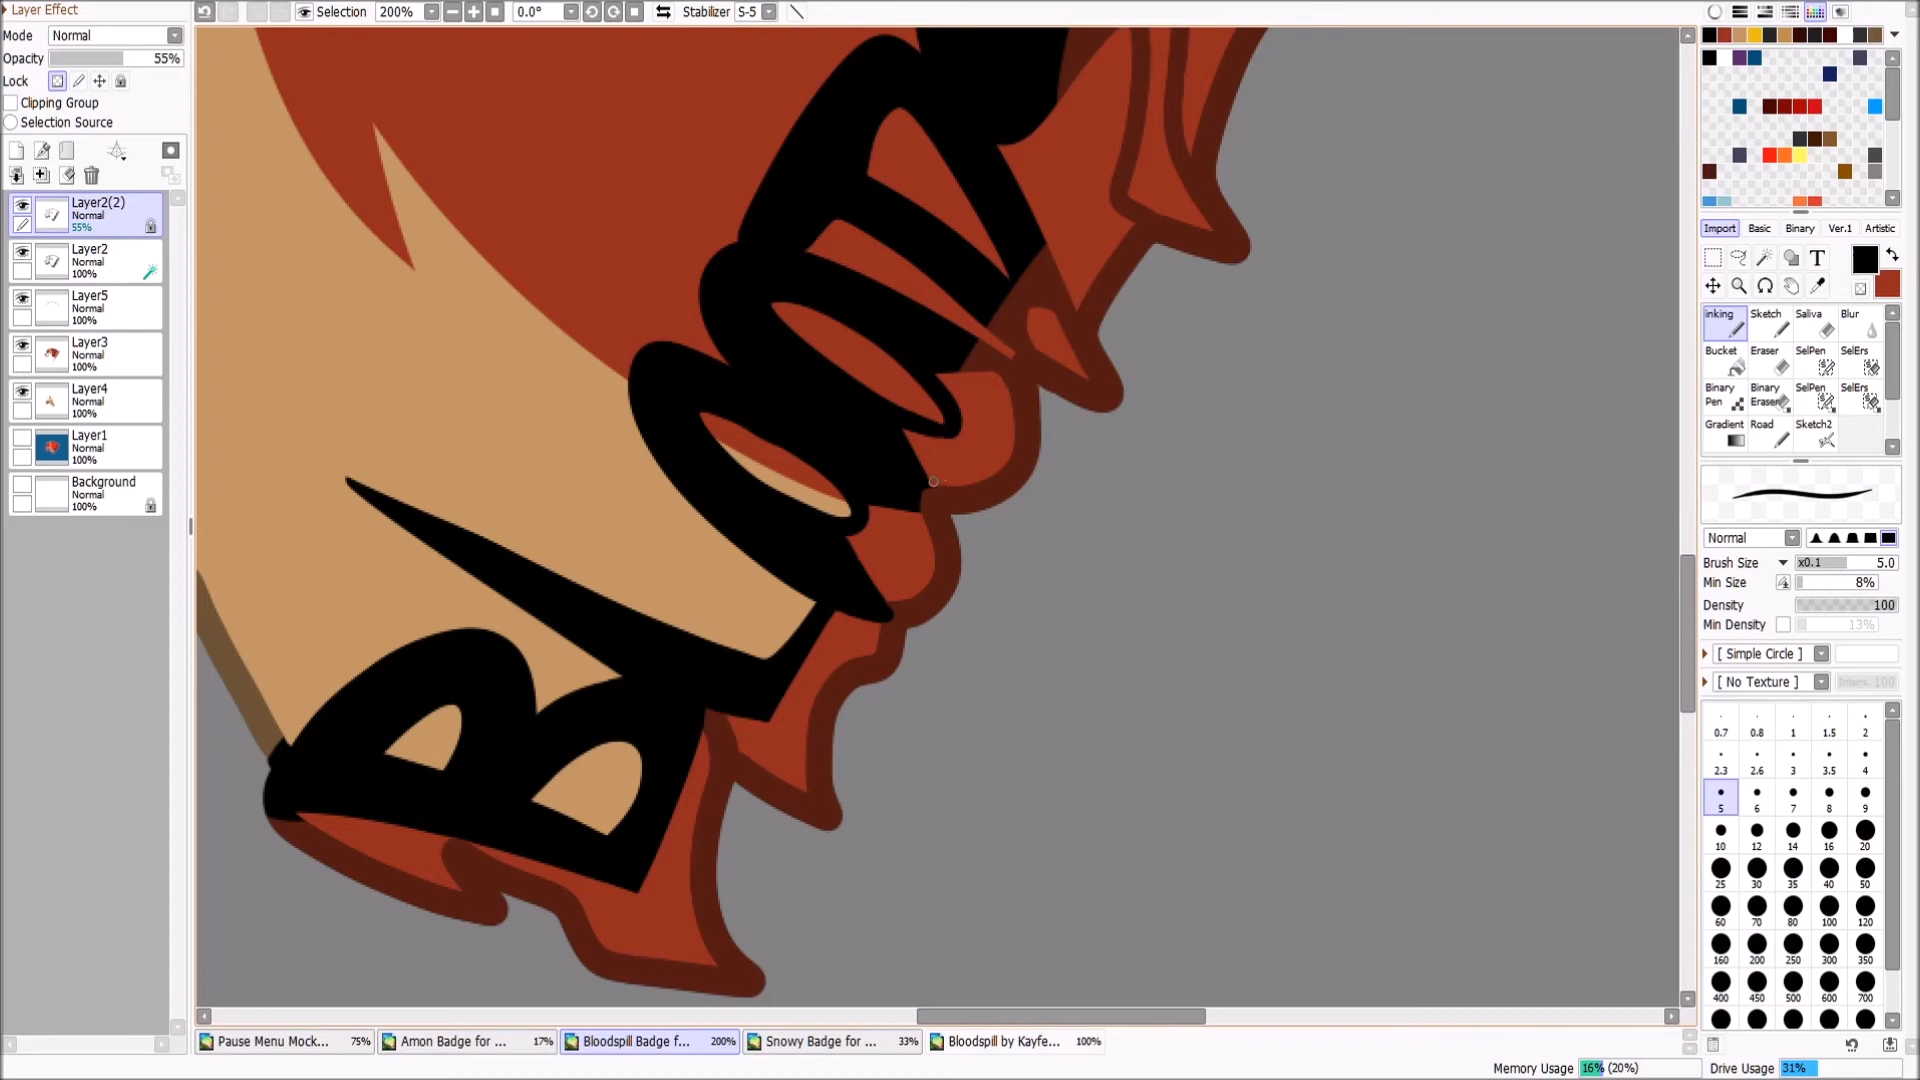 Layer Effect
Selection 200% 0.0° Stabilizer S-5
Mode Normal
Opacity 55%
Lock
Clipping Group
Selection Source
Layer2(2)
Normal
55%
Layer2
Normal
100%
Layer5
Normal
100%
Layer3
Normal
100%
Layer4
Normal
100%
Layer1
Normal
100%
Background
Normal
100%
Import Basic Binary Ver.1 Artistic
T
inking Sketch Saliva Blur
Bucket Eraser SelPen SelErs
Binary Pen Binary Eraser SelPen SelErs
Gradient Road Sketch2
Normal
Brush Size x0.1 5.0
Min Size 8%
Density 100
Min Density 13%
[ Simple Circle ]
[ No Texture ] Intens. 100
0.7 0.8 1 1.5 2
2.3 2.6 3 3.5 4
5 6 7 8 9
10 12 14 16 20
25 30 35 40 50
60 70 80 100 120
160 200 250 300 350
400 450 500 600 700
Pause Menu Mock... 75% Amon Badge for ... 17% Bloodspill Badge f... 200% Snowy Badge for ... 33% Bloodspill by Kayfe... 100%
Memory Usage 16% (20%) Drive Usage 31%